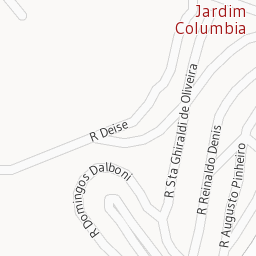 Jardim
Columbia
R Deise
R Sta Ghiraldi de Oliveira
R Reinaldo Denis
R Augusto Pinheiro
R Domingos Dalboni